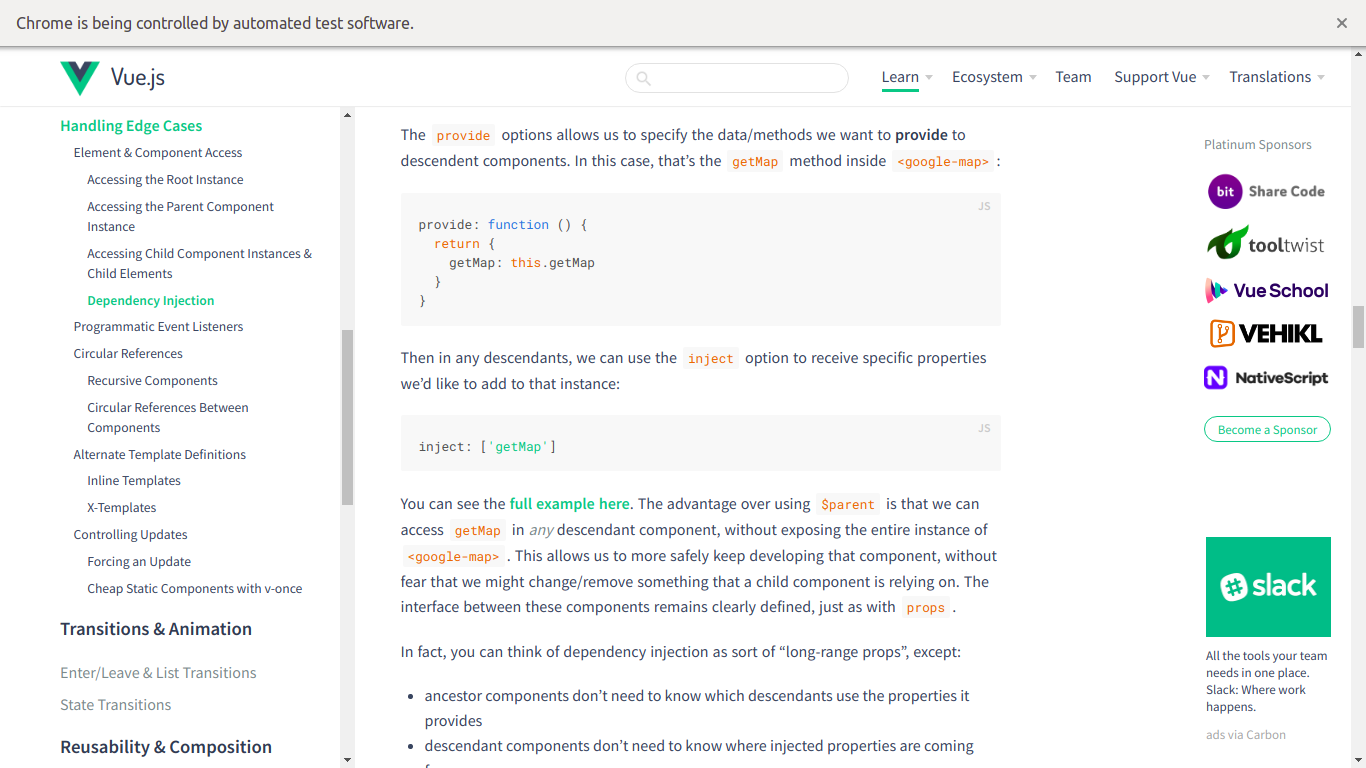 Chrome is being controlled by automated test software.
Vue.js
Learn
Ecosystem
Team
Support Vue
Translations
Handling Edge Cases
Element & Component Access
Accessing the Root Instance
Accessing the Parent Component
Instance
Accessing Child Component Instances &
Child Elements
Dependency Injection
Programmatic Event Listeners
Circular References
Recursive Components
Circular References Between
Components
Alternate Template Definitions
Inline Templates
X-Templates
Controlling Updates
Forcing an Update
Cheap Static Components with v-once
Transitions & Animation
Enter/Leave & List Transitions
State Transitions
Reusability & Composition
The provide options allows us to specify the data/methods we want to provide to
descendent components. In this case, that’s the getMap method inside <google-map> :
JS
provide: function () {
  return {
    getMap: this.getMap
  }
}
Then in any descendants, we can use the inject option to receive specific properties
we’d like to add to that instance:
JS
inject: ['getMap']
You can see the full example here. The advantage over using $parent is that we can
access getMap in any descendant component, without exposing the entire instance of
<google-map> . This allows us to more safely keep developing that component, without
fear that we might change/remove something that a child component is relying on. The
interface between these components remains clearly defined, just as with props .
In fact, you can think of dependency injection as sort of “long-range props”, except:
• ancestor components don’t need to know which descendants use the properties it
provides
• descendant components don’t need to know where injected properties are coming
Platinum Sponsors
bit Share Code
tooltwist
Vue School
VEHIKL
NativeScript
Become a Sponsor
slack
All the tools your team
needs in one place.
Slack: Where work
happens.
ads via Carbon